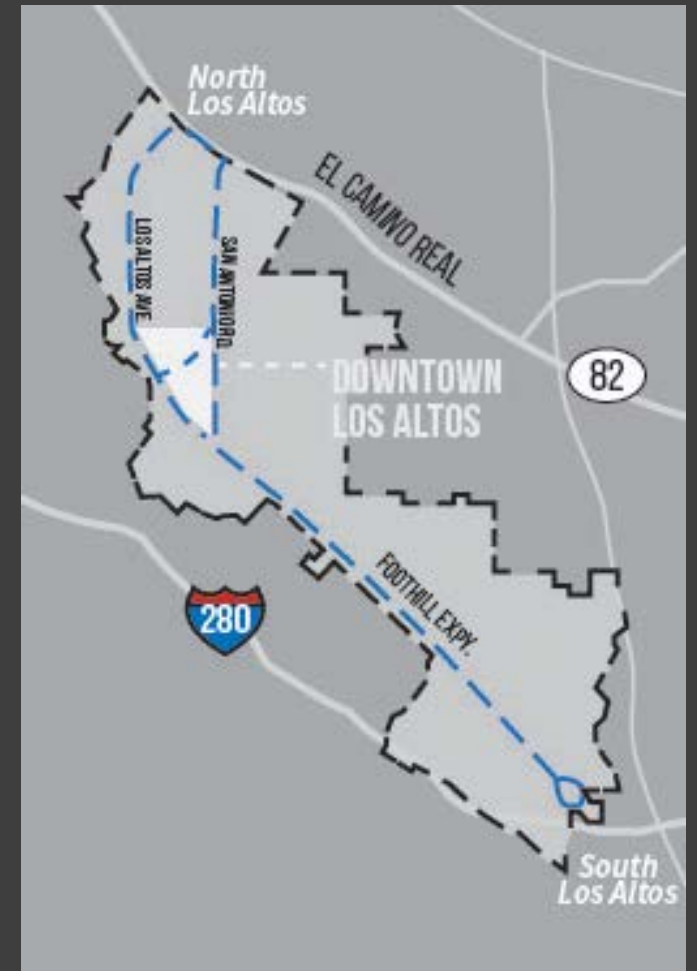 North
Los Altos
EL CAMINO REAL
LOS ALTOS AVE.
SAN ANTONIO RD.
82
DOWNTOWN
LOS ALTOS
FOOTHILL EXPY.
280
South
Los Altos